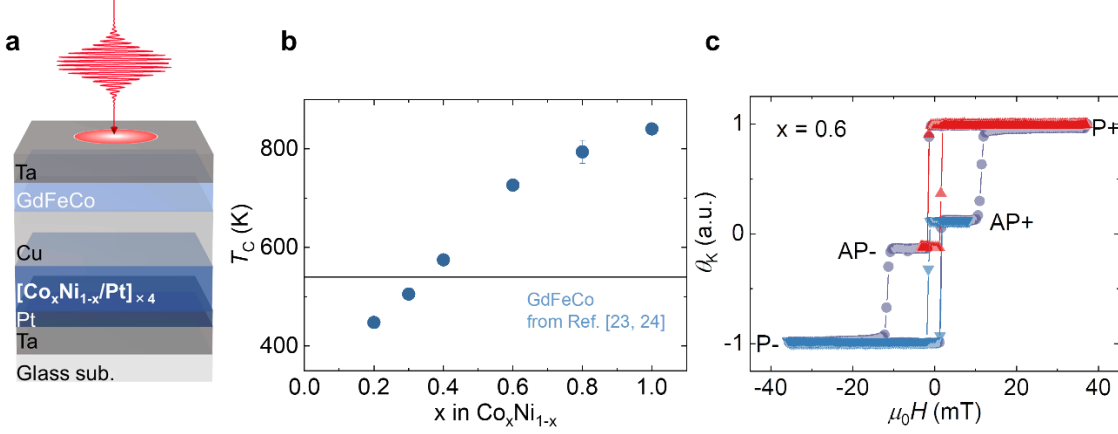 a
Ta
GdFeCo
Cu
[CoxNi1-x/Pt] × 4
Pt
Ta
Glass sub.
b
800
600
400
TC (K)
0.0 0.2 0.4 0.6 0.8 1.0
x in CoxNi1-x
GdFeCo
from Ref. [23, 24]
c
x = 0.6
P+
AP+
AP-
P-
1
0
-1
θK (a.u.)
-40 -20 0 20 40
μ0H (mT)